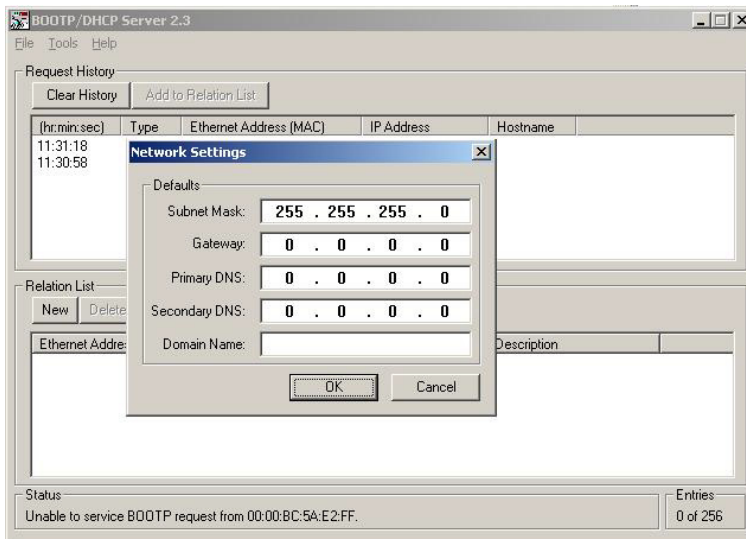 BOOTP/DHCP Server 2.3
File Tools Help
Request History
Clear History Add to Relation List
(hr:min:sec) Type Ethernet Address (MAC) IP Address Hostname
11:31:18
11:30:58
Network Settings
Defaults
Subnet Mask: 255 . 255 . 255 . 0
Gateway: 0 . 0 . 0 . 0
Primary DNS: 0 . 0 . 0 . 0
Secondary DNS: 0 . 0 . 0 . 0
Domain Name:
OK Cancel
Relation List
New Delete
Ethernet Addre Description
Status
Unable to service BOOTP request from 00:00:BC:5A:E2:FF.
Entries
0 of 256